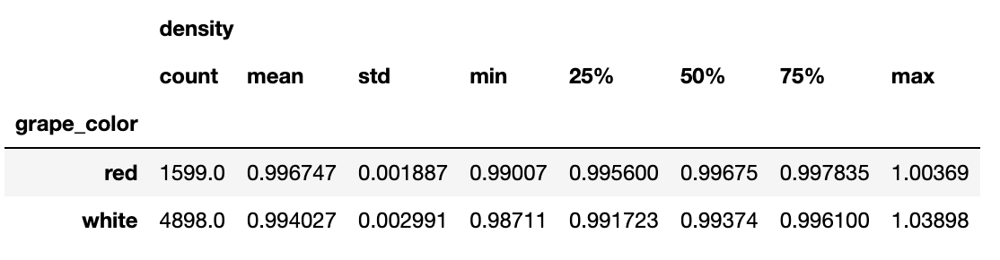 density
count mean std min 25% 50% 75% max
grape_color
red 1599.0 0.996747 0.001887 0.99007 0.995600 0.99675 0.997835 1.00369
white 4898.0 0.994027 0.002991 0.98711 0.991723 0.99374 0.996100 1.03898